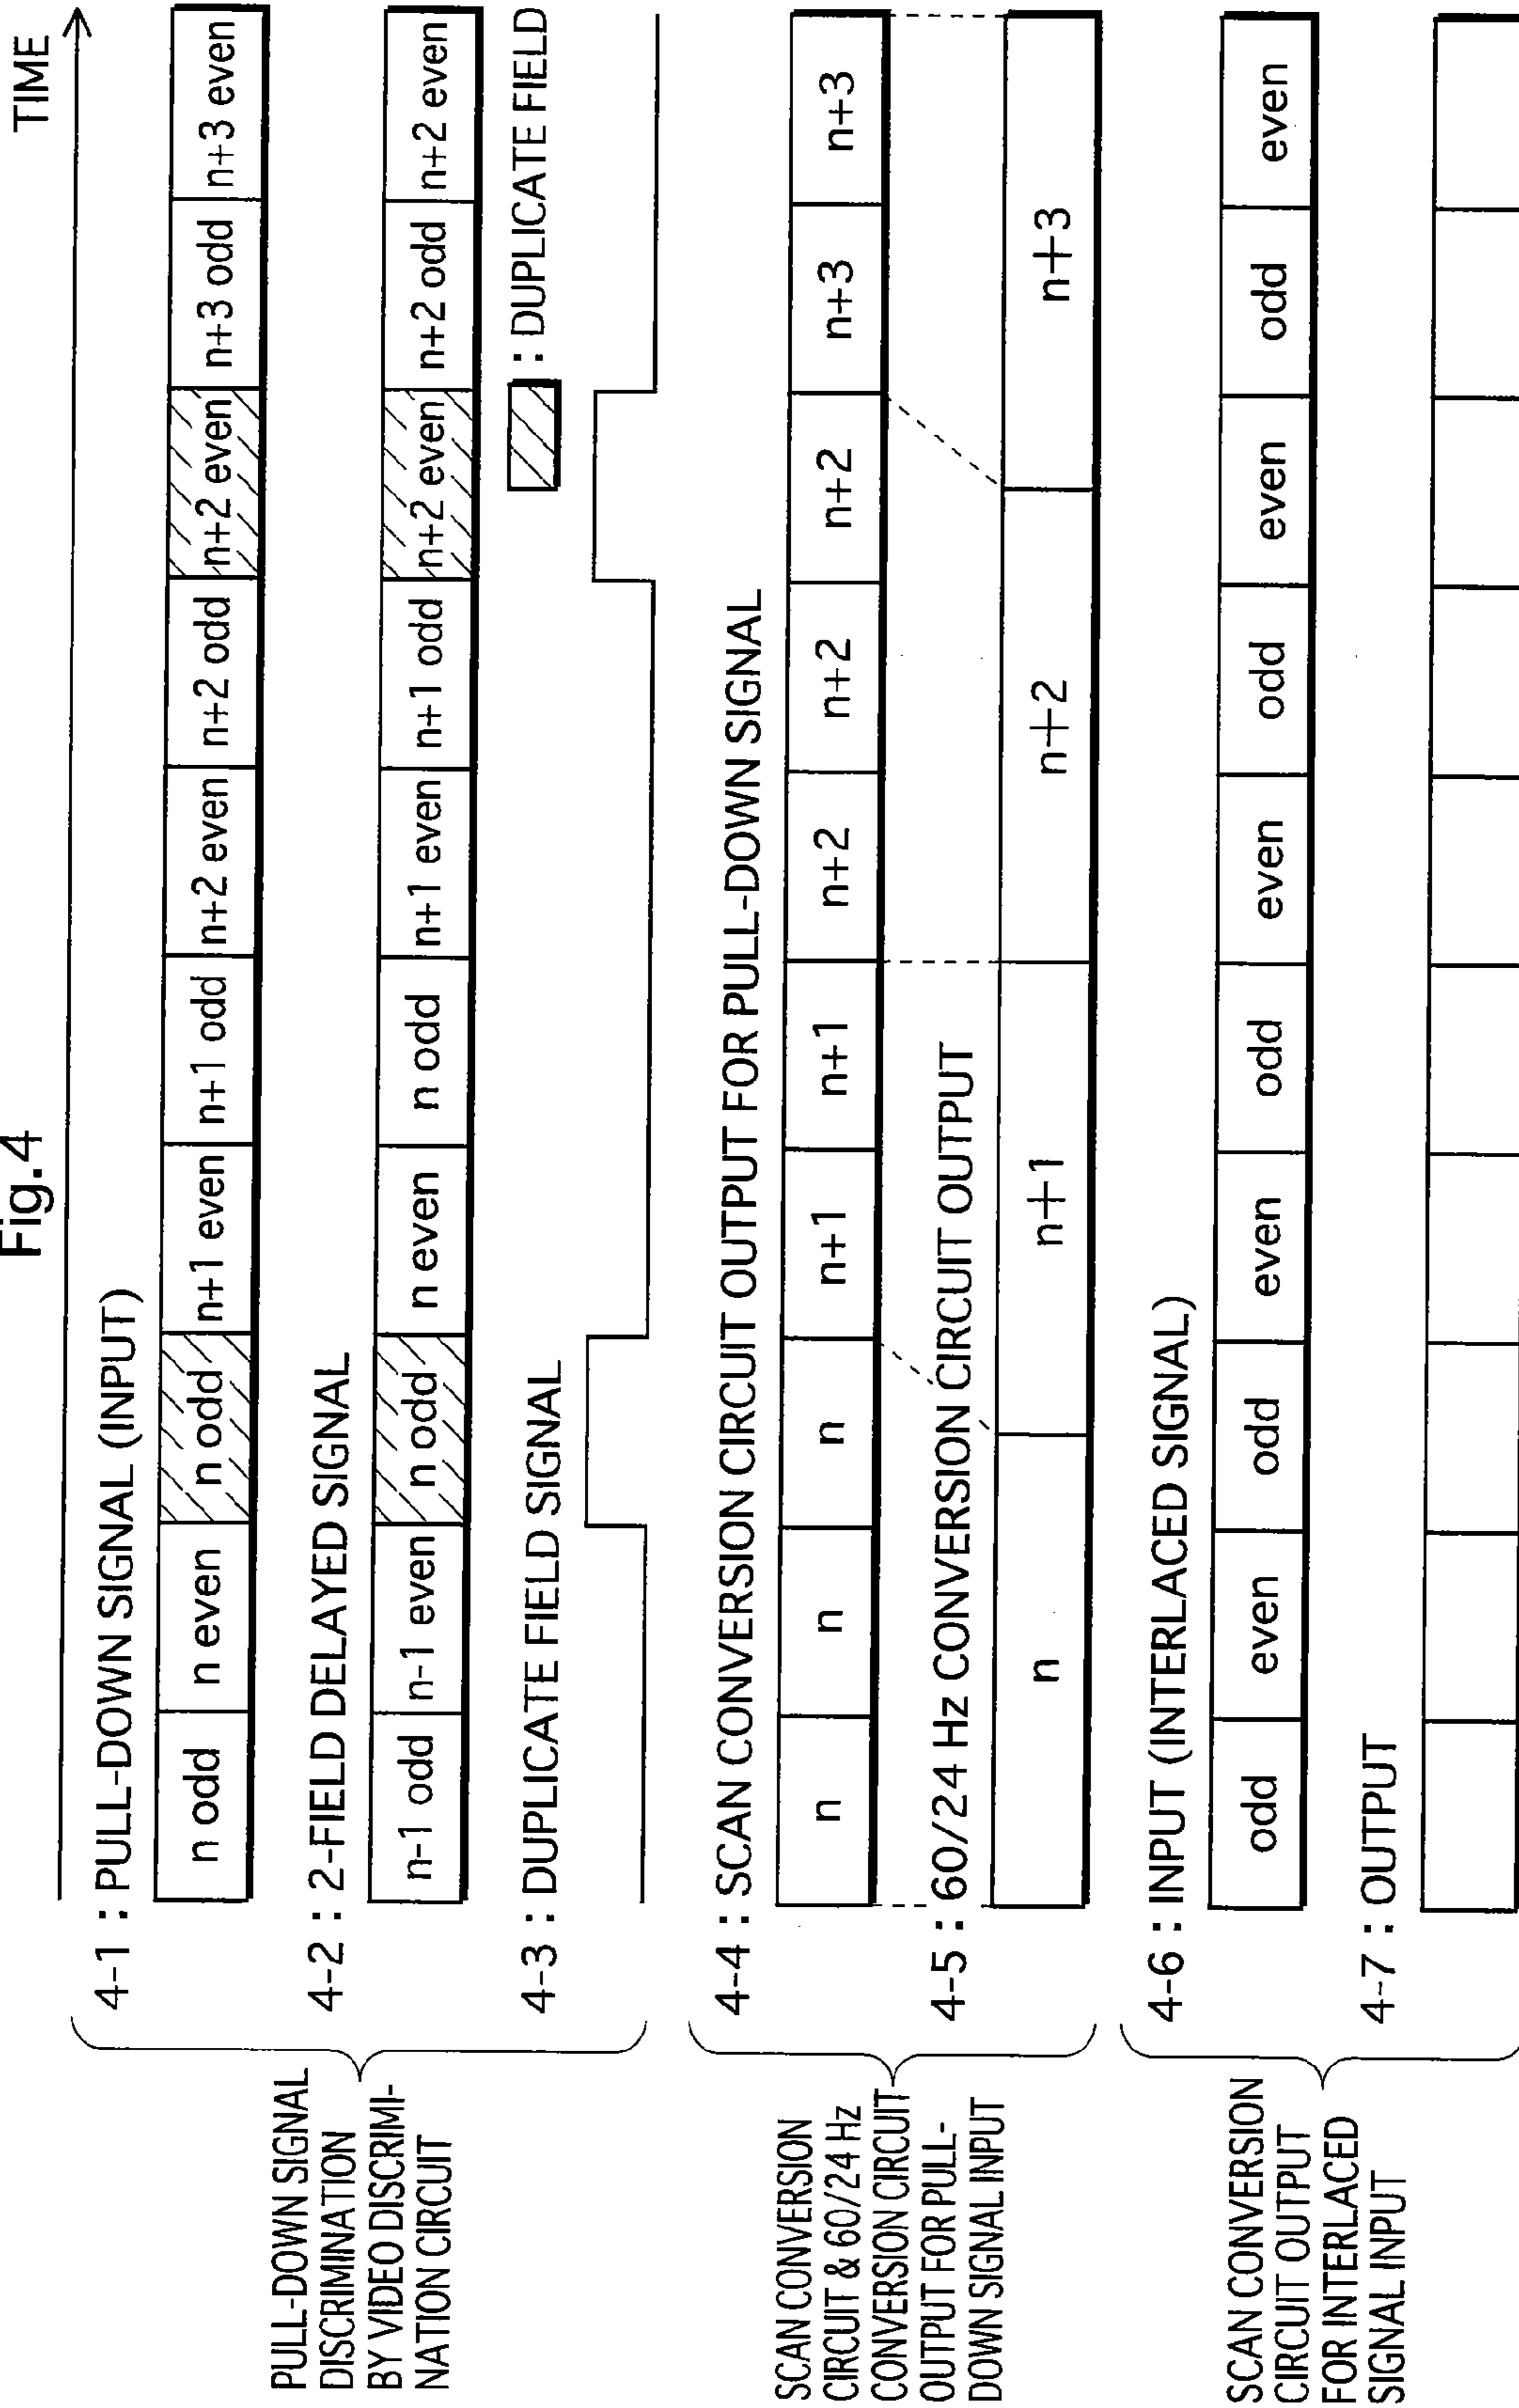 Fig.4
TIME
PULL-DOWN SIGNAL
DISCRIMINATION
BY VIDEO DISCRIMI-
NATION CIRCUIT
4-1 : PULL-DOWN SIGNAL (INPUT)
n odd n even n odd n+1 even n+1 odd n+2 even n+2 odd n+2 even n+3 odd n+3 even
4-2 : 2-FIELD DELAYED SIGNAL
n-1 odd n-1 even n odd n even n odd n+1 even n+1 odd n+2 even n+2 odd n+2 even
4-3 : DUPLICATE FIELD SIGNAL
: DUPLICATE FIELD
SCAN CONVERSION
CIRCUIT & 60/24 Hz
CONVERSION CIRCUIT
OUTPUT FOR PULL-
DOWN SIGNAL INPUT
4-4 : SCAN CONVERSION CIRCUIT OUTPUT FOR PULL-DOWN SIGNAL
n n n n+1 n+1 n+2 n+2 n+2 n+3 n+3
4-5 : 60/24 Hz CONVERSION CIRCUIT OUTPUT
n n+1 n+2 n+3
SCAN CONVERSION
CIRCUIT OUTPUT
FOR INTERLACED
SIGNAL INPUT
4-6 : INPUT (INTERLACED SIGNAL)
odd even odd even odd even odd even odd even
4-7 : OUTPUT